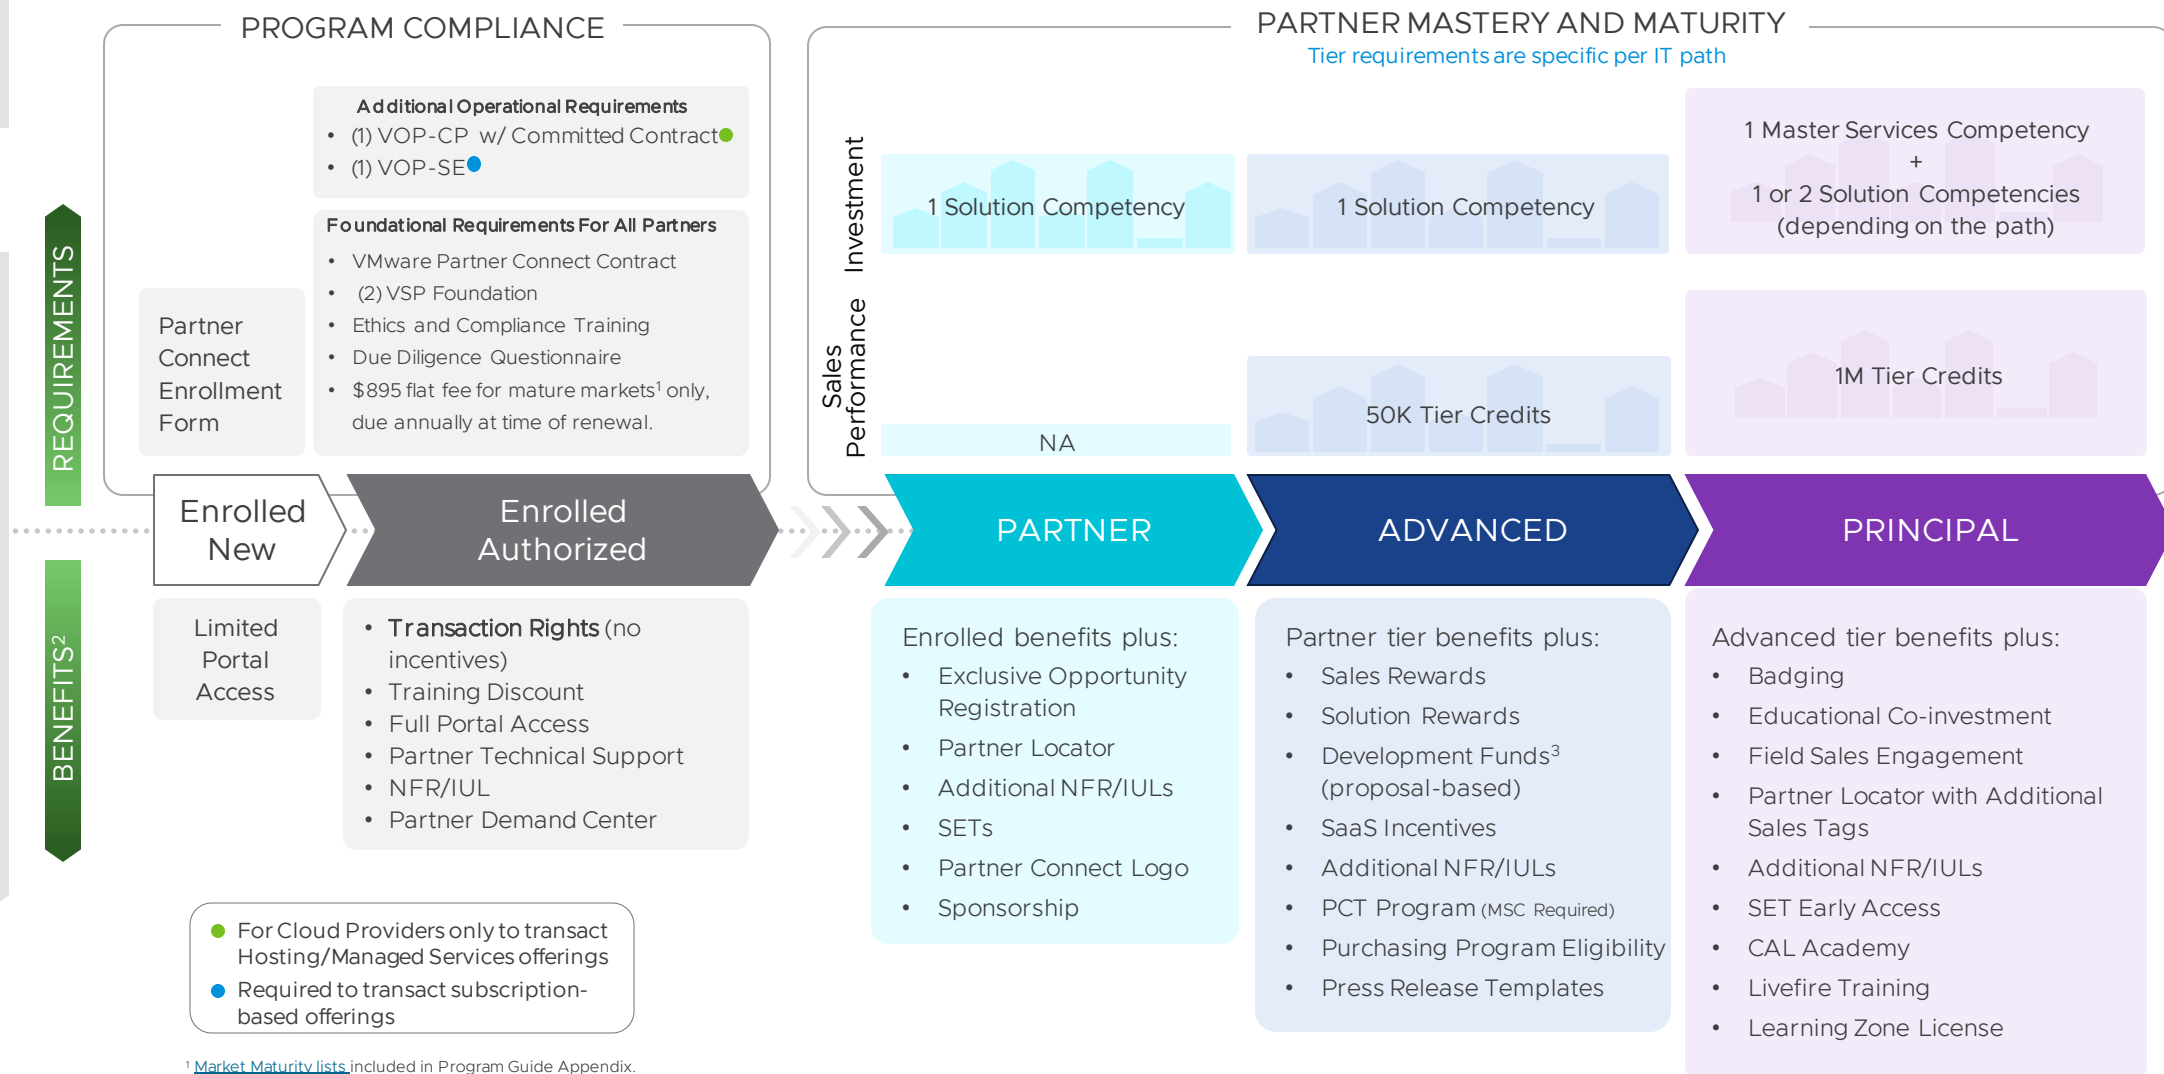 PROGRAM COMPLIANCE
Additional Operational Requirements
• (1) VOP-CP w/ Committed Contract
• (1) VOP-SE
Foundational Requirements For All Partners
• VMware Partner Connect Contract
• (2) VSP Foundation
• Ethics and Compliance Training
• Due Diligence Questionnaire
• $895 flat fee for mature markets¹ only,
due annually at time of renewal.
Partner
Connect
Enrollment
Form
REQUIREMENTS
PARTNER MASTERY AND MATURITY
Tier requirements are specific per IT path
Investment
1 Solution Competency
1 Solution Competency
1 Master Services Competency
+
1 or 2 Solution Competencies
(depending on the path)
Sales
Performance
NA
50K Tier Credits
1M Tier Credits
Enrolled
New
Enrolled
Authorized
PARTNER
ADVANCED
PRINCIPAL
BENEFITS²
Limited
Portal
Access
• Transaction Rights (no
incentives)
• Training Discount
• Full Portal Access
• Partner Technical Support
• NFR/IUL
• Partner Demand Center
Enrolled benefits plus:
• Exclusive Opportunity
Registration
• Partner Locator
• Additional NFR/IULs
• SETs
• Partner Connect Logo
• Sponsorship
Partner tier benefits plus:
• Sales Rewards
• Solution Rewards
• Development Funds³
(proposal-based)
• SaaS Incentives
• Additional NFR/IULs
• PCT Program (MSC Required)
• Purchasing Program Eligibility
• Press Release Templates
Advanced tier benefits plus:
• Badging
• Educational Co-investment
• Field Sales Engagement
• Partner Locator with Additional
Sales Tags
• Additional NFR/IULs
• SET Early Access
• CAL Academy
• Livefire Training
• Learning Zone License
For Cloud Providers only to transact
Hosting/Managed Services offerings
Required to transact subscription-
based offerings
¹ Market Maturity lists included in Program Guide Appendix.